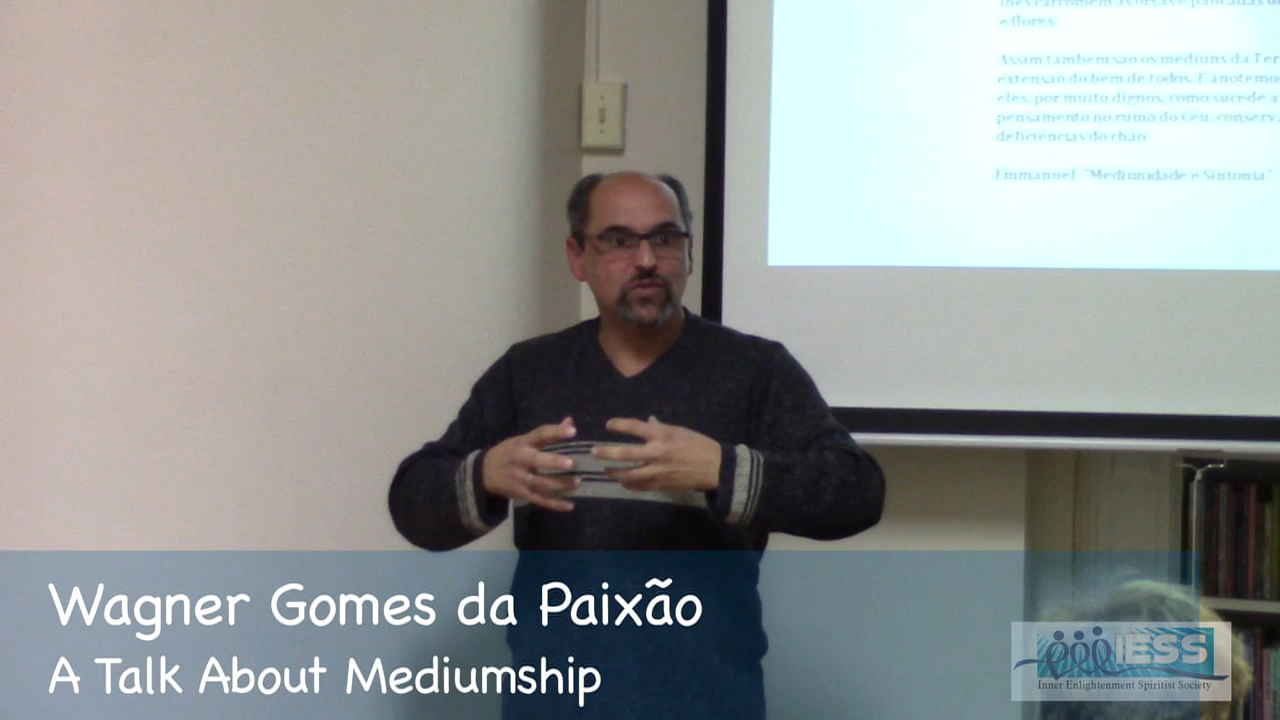 e flores.
Assim também são os médiuns da Ter
extensão do bem de todos. E anotemos
eles, por muito dignos, como sucede a
pensamento no rumo do Céu, conserv
deficiências do chão.
Emmanuel. "Mediunidade e Sintonia".
Wagner Gomes da Paixão
A Talk About Mediumship
IESS
Inner Enlightenment Spiritist Society